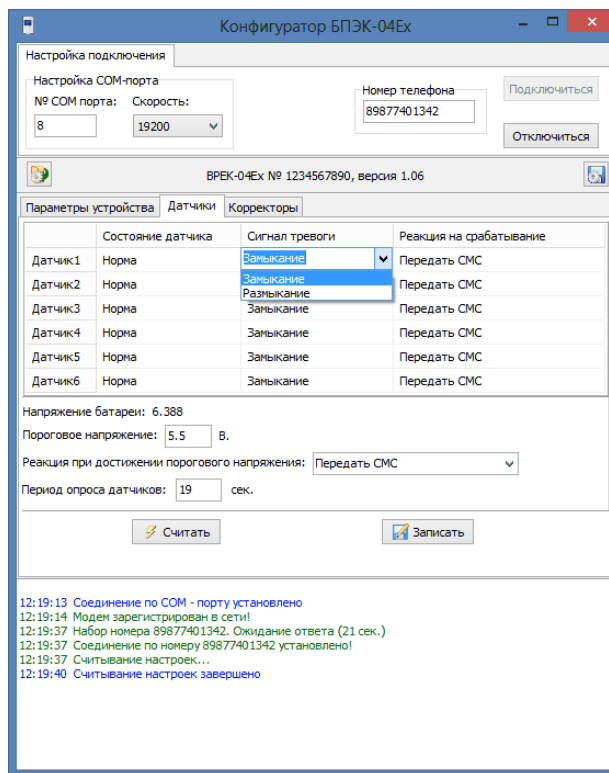 Конфигуратор БПЭК-04Ex
Настройка подключения
Настройка COM-порта
Номер телефона
Подключиться
№ COM порта: Скорость:
89877401342
8 19200
Отключиться
BPEK-04Ex № 1234567890, версия 1.06
Параметры устройства Датчики Корректоры
Состояние датчика Сигнал тревоги Реакция на срабатывание
Датчик1 Норма Замыкание Передать СМС
Замыкание
Датчик2 Норма Передать СМС
Размыкание
Датчик3 Норма Замыкание Передать СМС
Датчик4 Норма Замыкание Передать СМС
Датчик5 Норма Замыкание Передать СМС
Датчик6 Норма Замыкание Передать СМС
Напряжение батареи: 6.388
Пороговое напряжение: 5.5 В.
Реакция при достижении порогового напряжения: Передать СМС
Период опроса датчиков: 19 сек.
Считать Записать
12:19:13 Соединение по COM - порту установлено
12:19:14 Модем зарегистрирован в сети!
12:19:37 Набор номера 89877401342. Ожидание ответа (21 сек.)
12:19:37 Соединение по номеру 89877401342 установлено!
12:19:37 Считывание настроек...
12:19:40 Считывание настроек завершено